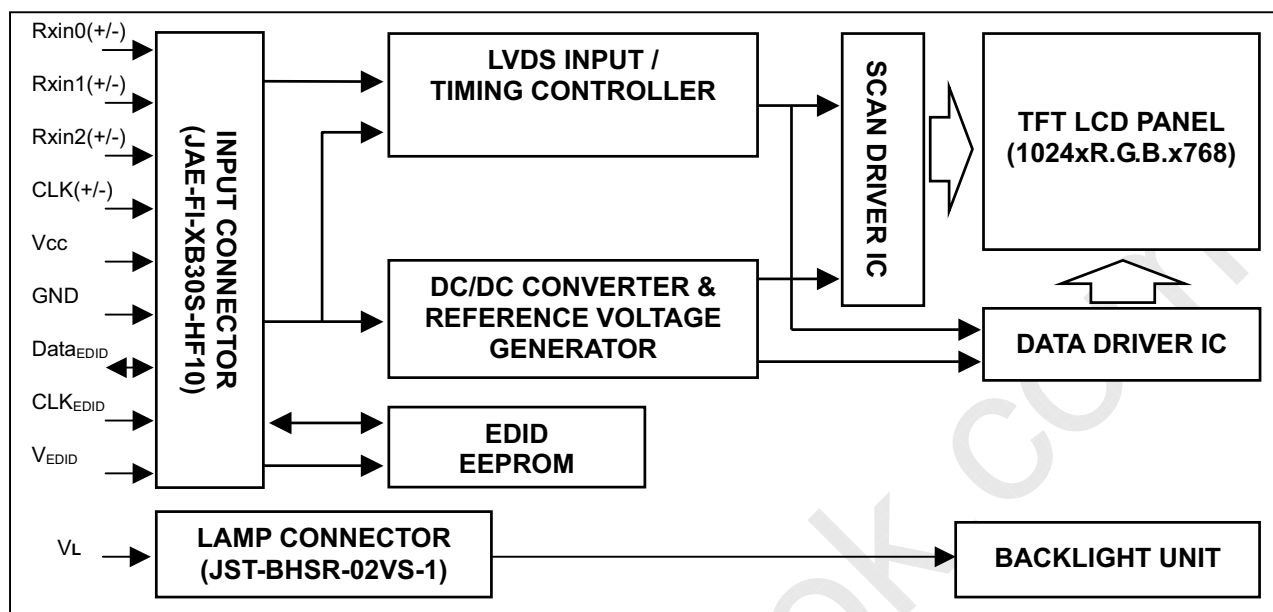 Rxin0(+/-)
Rxin1(+/-)
Rxin2(+/-)
CLK(+/-)
Vcc
GND
DataEDID
CLKEDID
VEDID
VL
INPUT CONNECTOR
(JAE-FI-XB30S-HF10)
LVDS INPUT /
TIMING CONTROLLER
DC/DC CONVERTER &
REFERENCE VOLTAGE
GENERATOR
EDID
EEPROM
SCAN DRIVER IC
TFT LCD PANEL
(1024xR.G.B.x768)
DATA DRIVER IC
LAMP CONNECTOR
(JST-BHSR-02VS-1)
BACKLIGHT UNIT